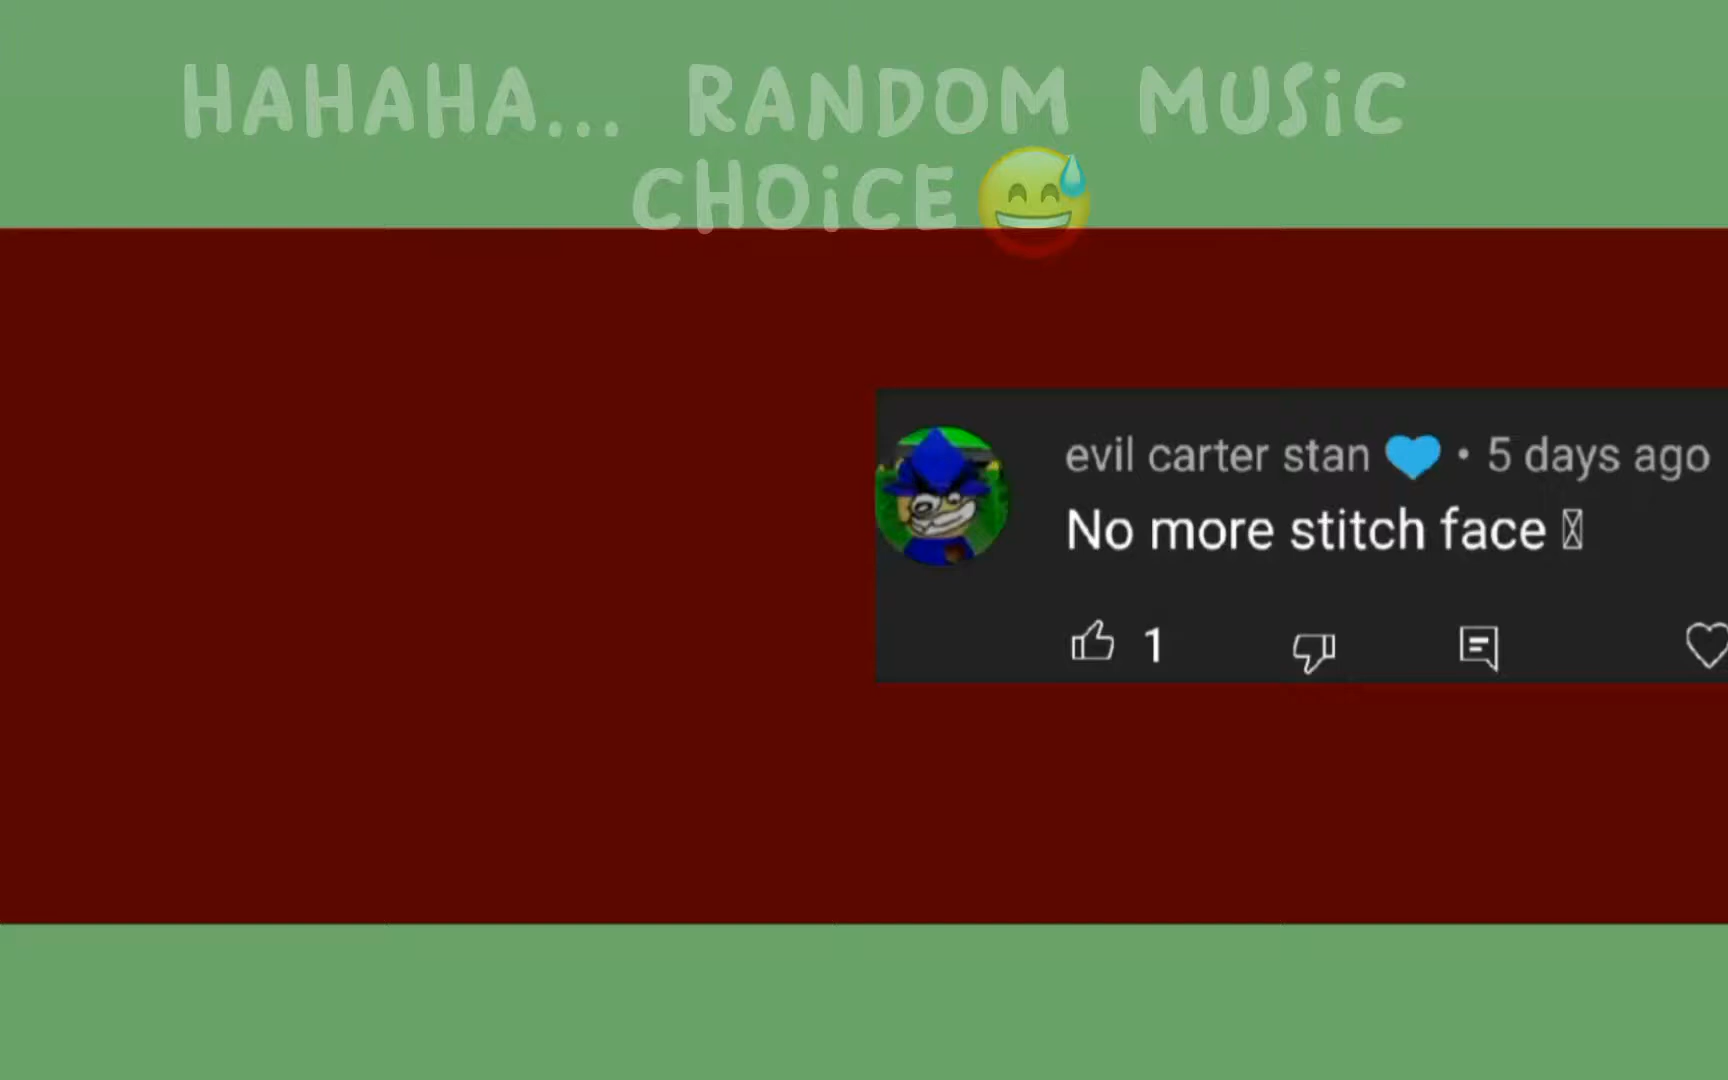 HAHAHA... RANDOM MUSiC
CHOiCE😅
evil carter stan 💙 • 5 days ago
No more stitch face
1